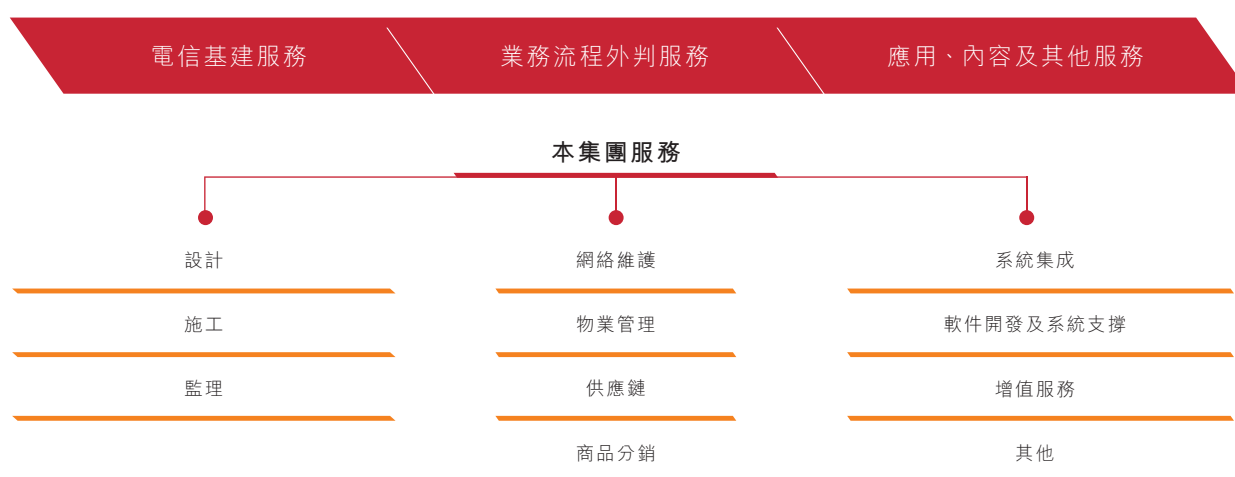 電信基建服務
業務流程外判服務
應用、內容及其他服務
本集團服務
設計
網絡維護
系統集成
施工
物業管理
軟件開發及系統支撐
監理
供應鏈
增值服務
商品分銷
其他